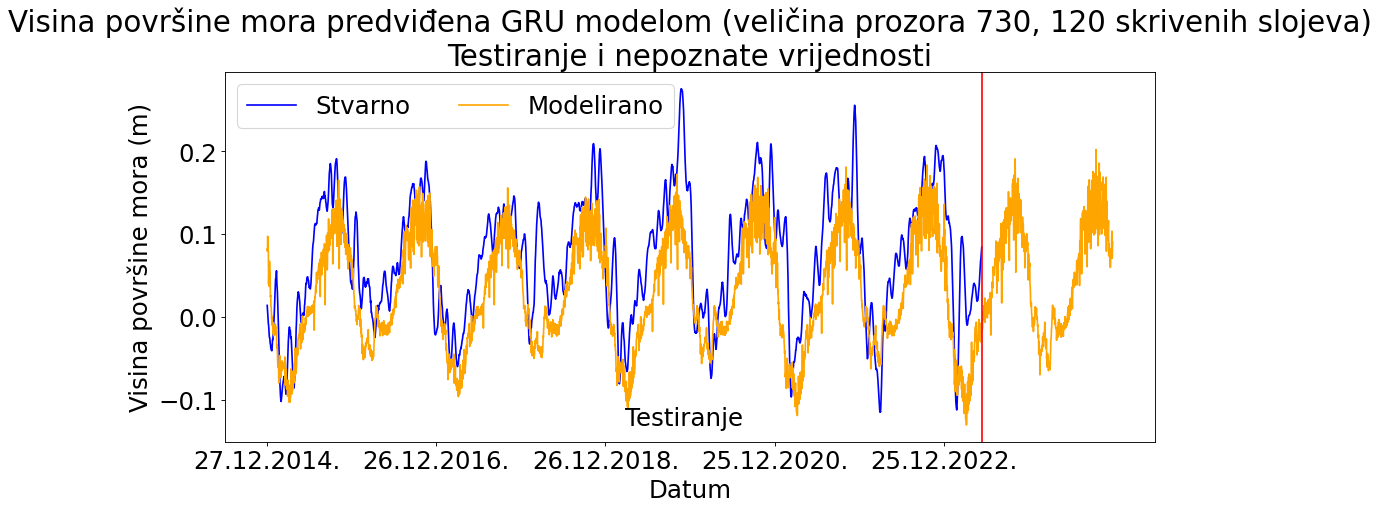 Visina površine mora predviđena GRU modelom (veličina prozora 730, 120 skrivenih slojeva)
Testiranje i nepoznate vrijednosti
Stvarno Modelirano
Visina površine mora (m)
0.2
0.1
0.0
−0.1
Testiranje
27.12.2014. 26.12.2016. 26.12.2018. 25.12.2020. 25.12.2022.
Datum